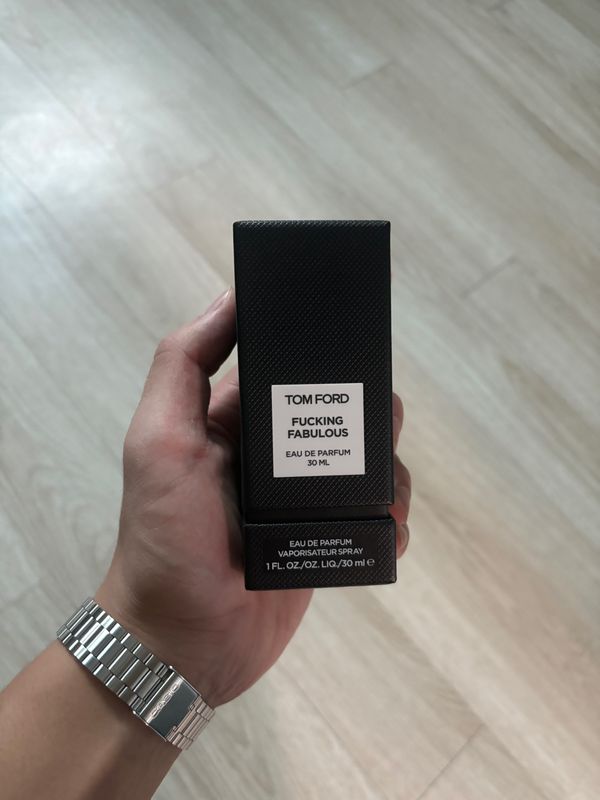 TOM FORD
FUCKING
FABULOUS
EAU DE PARFUM
30 ML
EAU DE PARFUM
VAPORISATEUR SPRAY
1 FL. OZ./OZ. LIQ./30 ml ℮
CASIO